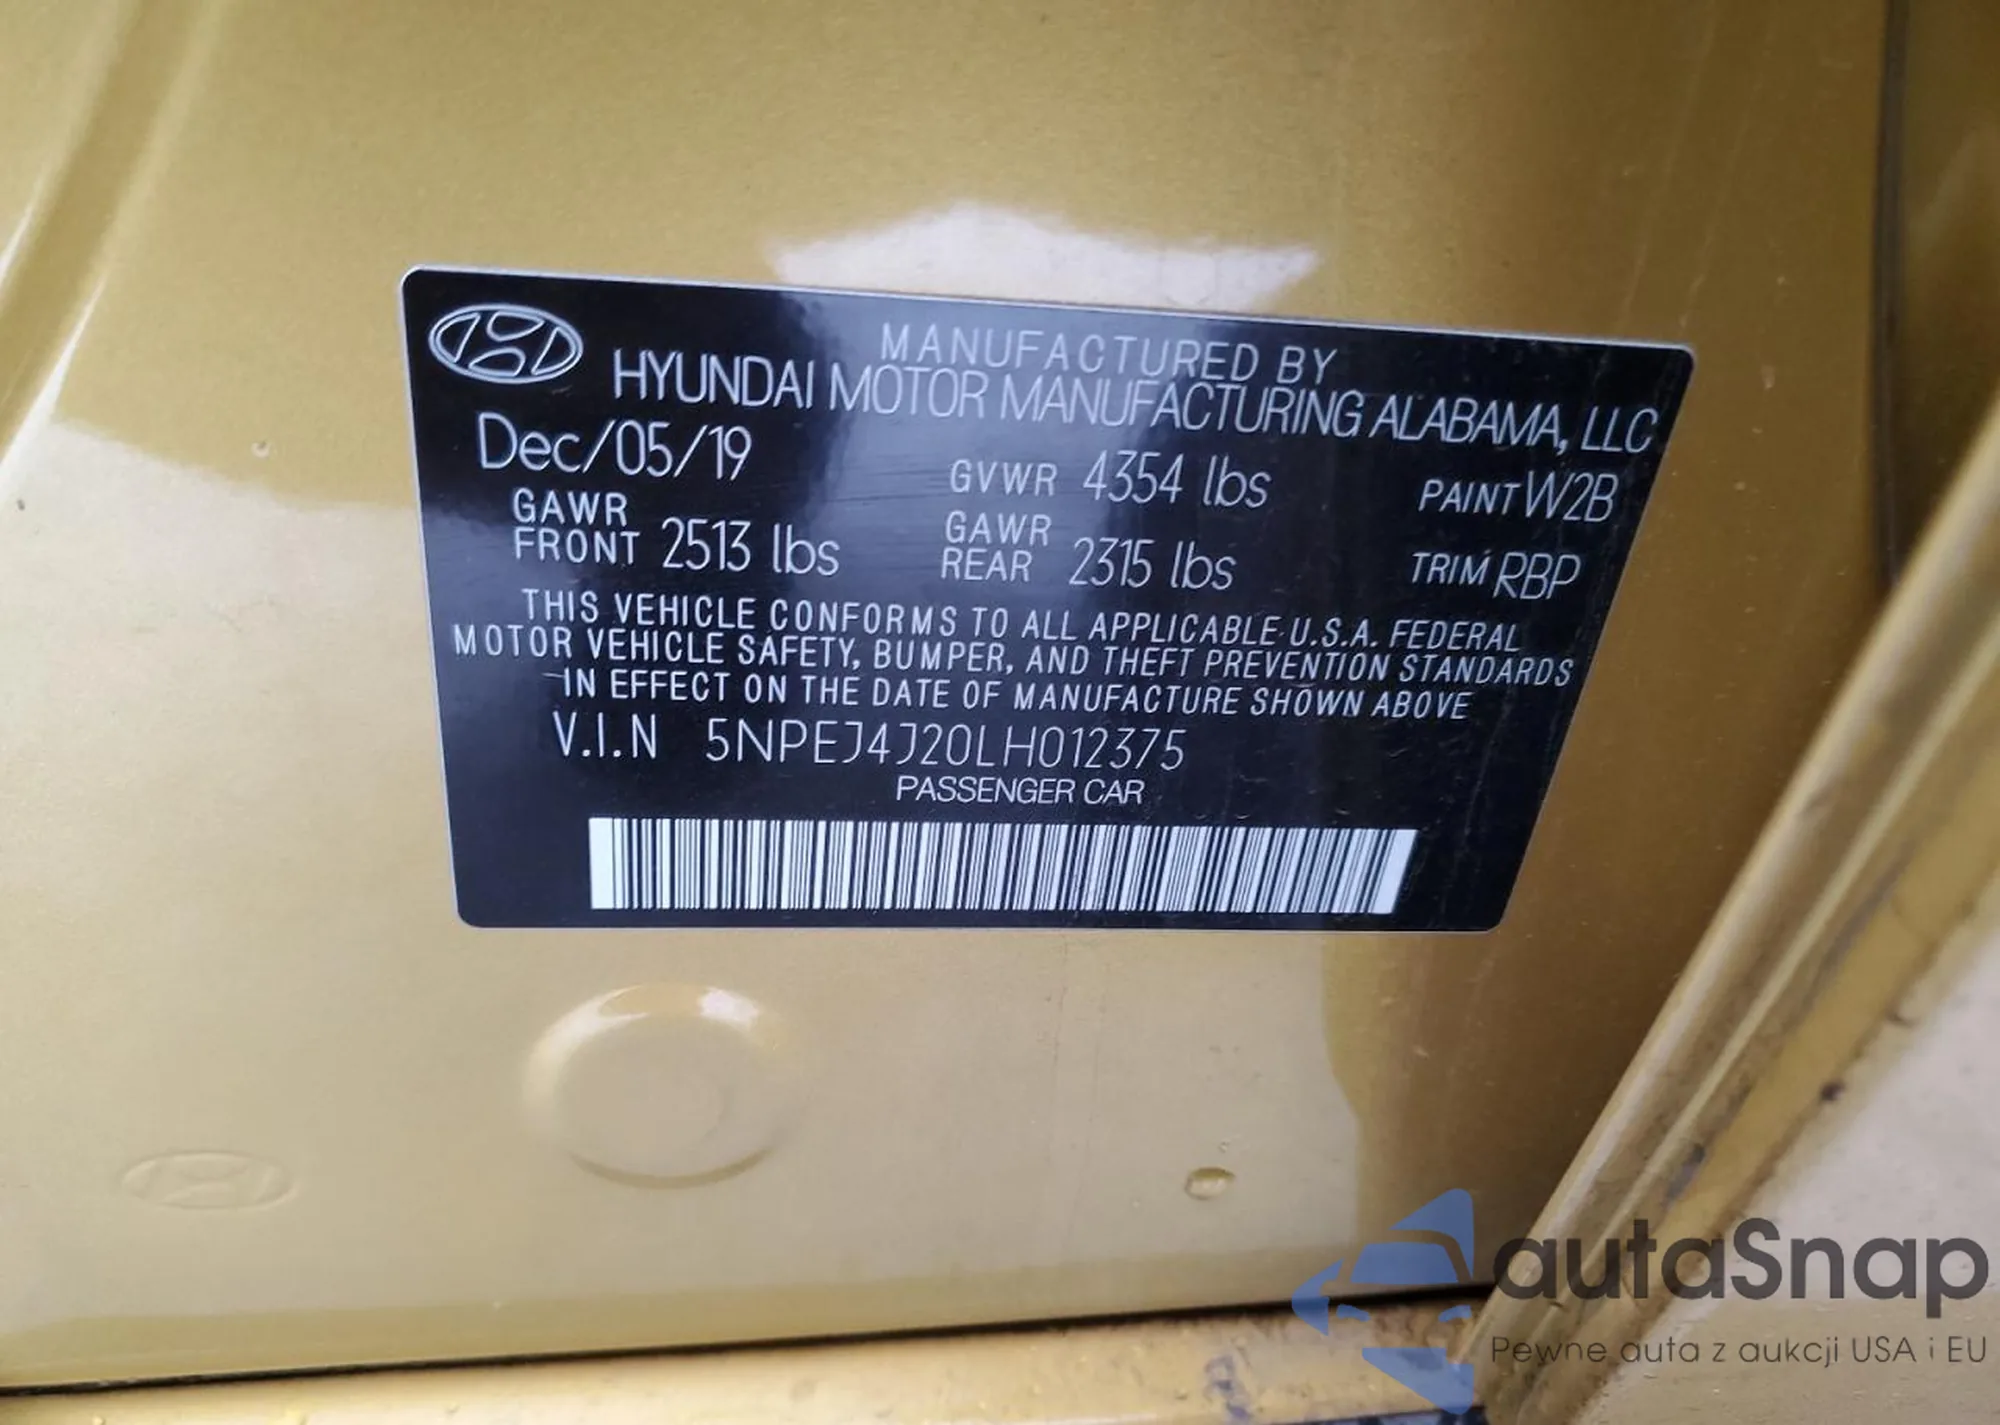 MANUFACTURED BY
HYUNDAI MOTOR MANUFACTURING ALABAMA, LLC
Dec/05/19 GVWR 4354 lbs PAINT W2B
GAWR FRONT 2513 lbs GAWR REAR 2315 lbs TRIM RBP
THIS VEHICLE CONFORMS TO ALL APPLICABLE U.S.A. FEDERAL
MOTOR VEHICLE SAFETY, BUMPER, AND THEFT PREVENTION STANDARDS
IN EFFECT ON THE DATE OF MANUFACTURE SHOWN ABOVE
V.I.N 5NPEJ4J20LH012375
PASSENGER CAR
autaSnap
Pewne auta z aukcji USA i EU